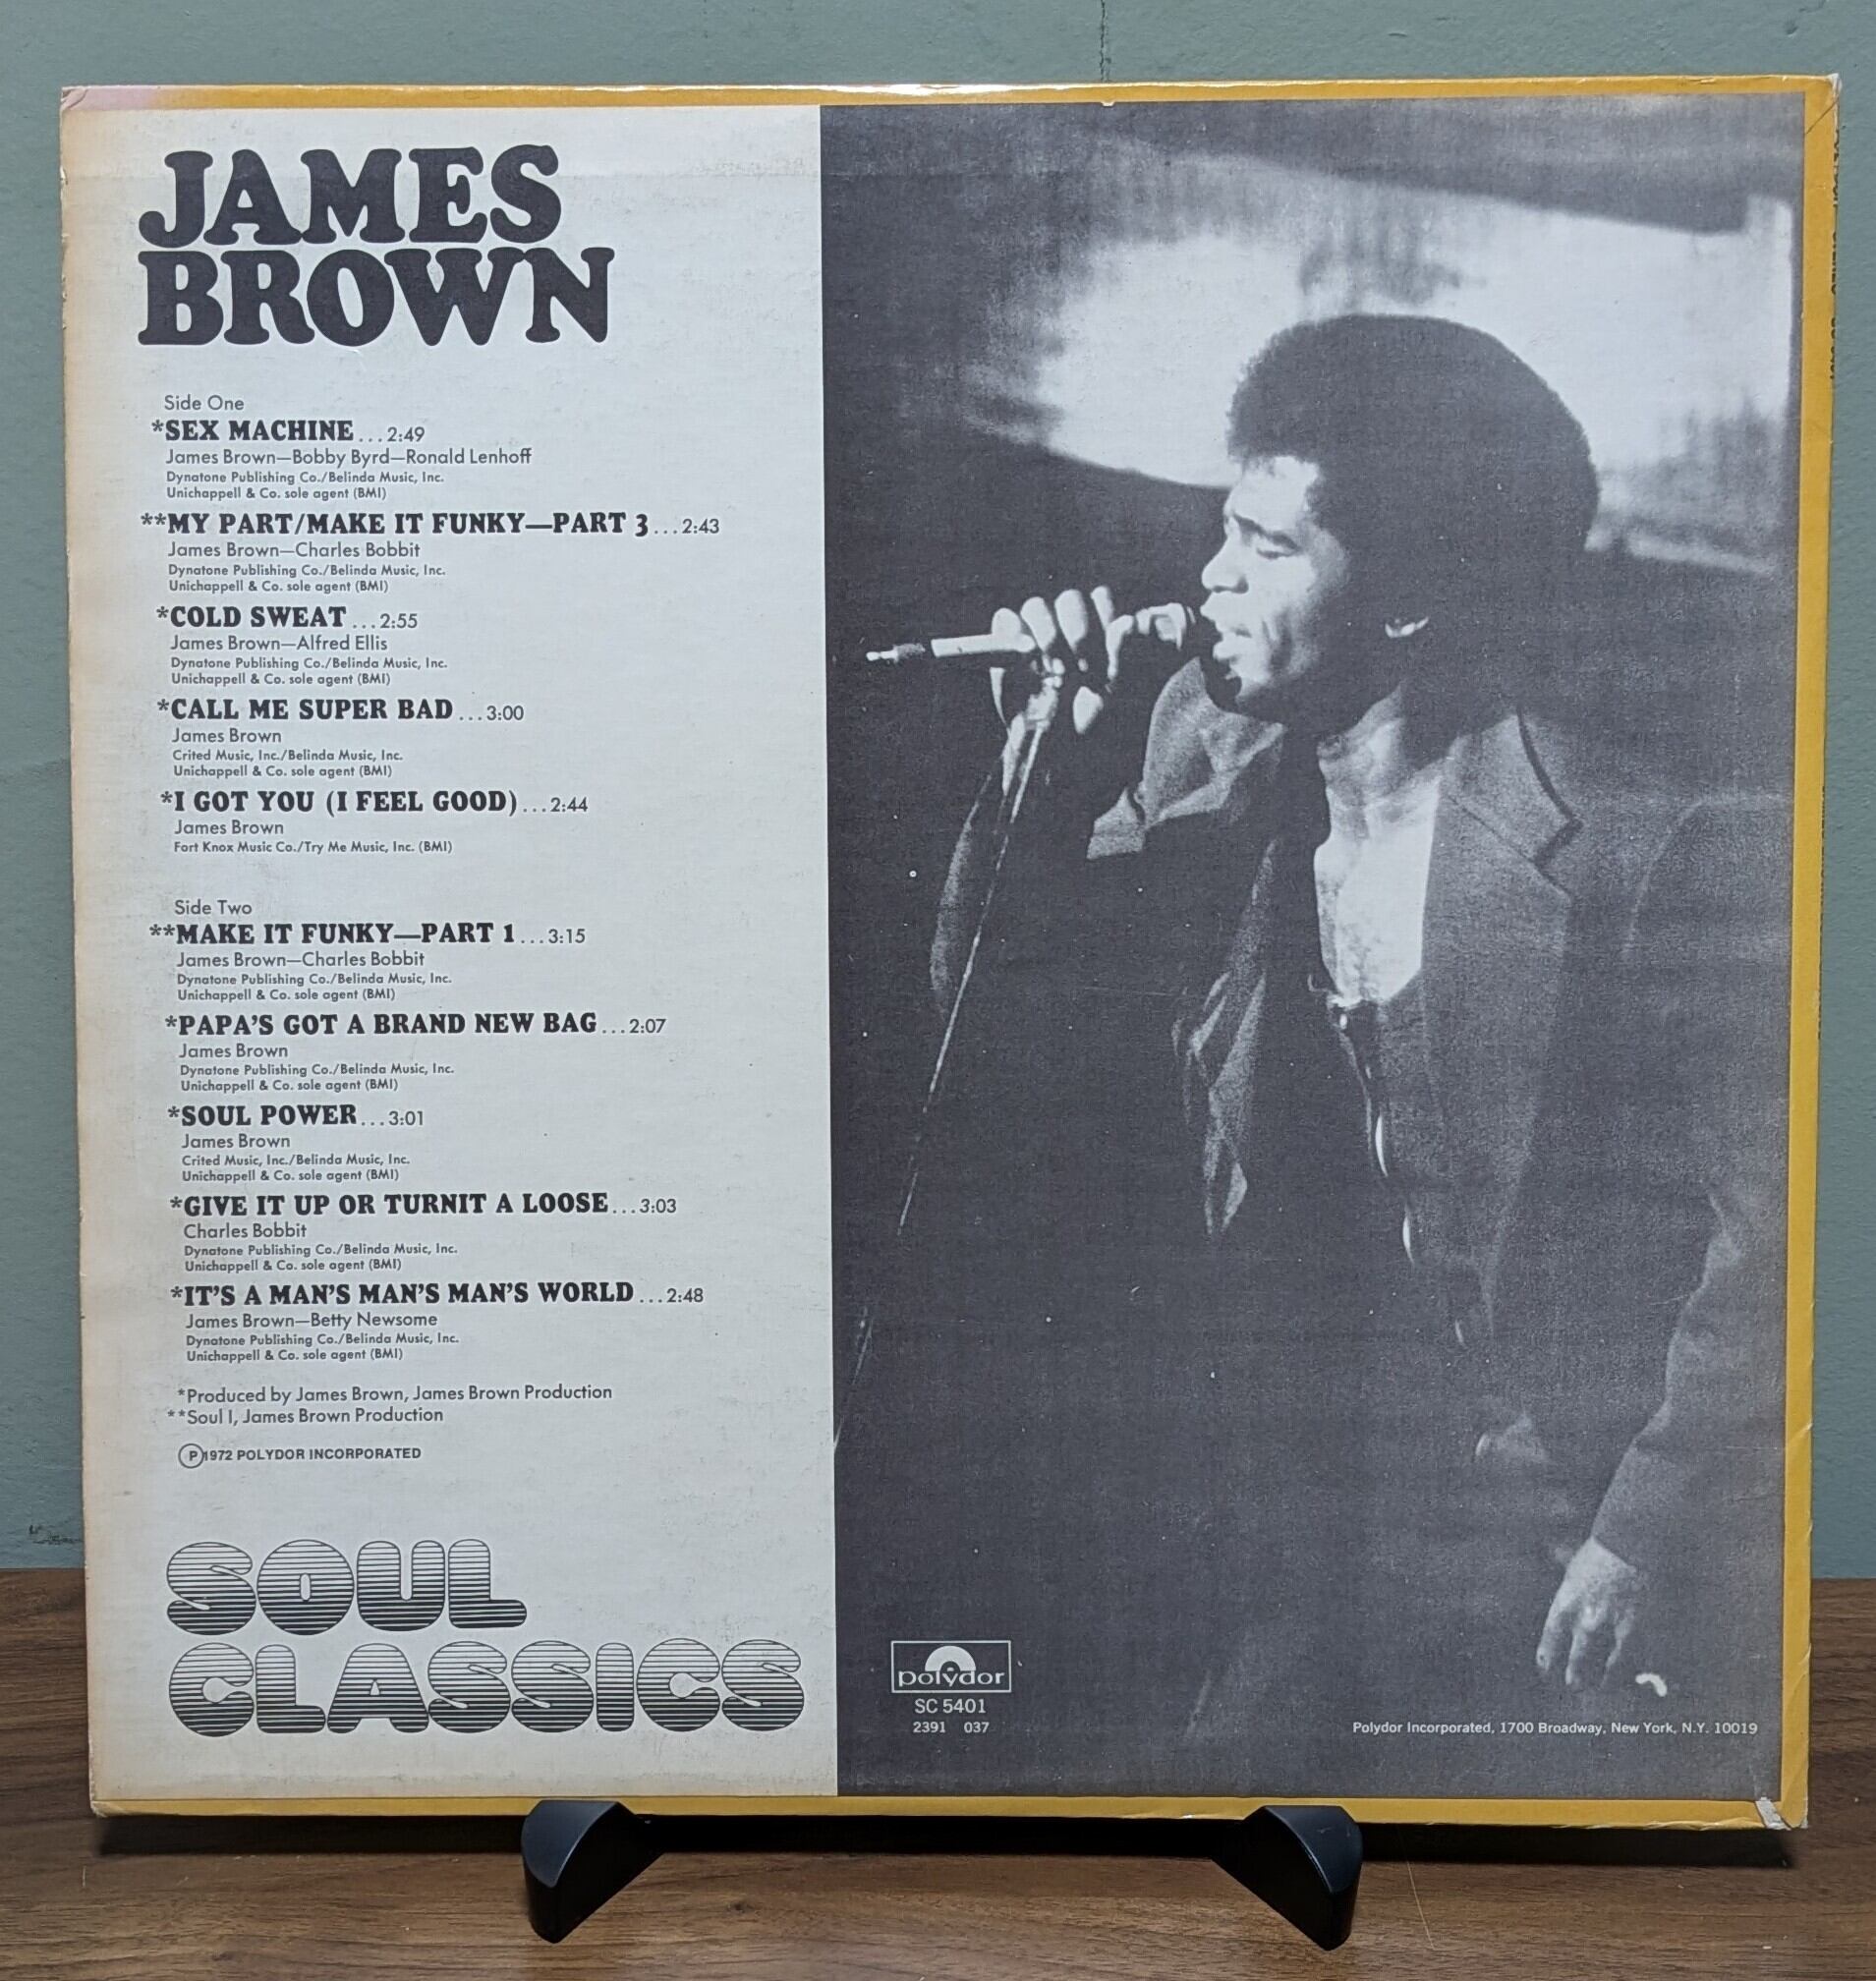 JAMES
BROWN
Side One
*SEX MACHINE...2:49
James Brown—Bobby Byrd—Ronald Lenhoff
Dynatone Publishing Co./Belinda Music, Inc.
Unichappell & Co. sole agent (BMI)
**MY PART/MAKE IT FUNKY—PART 3...2:43
James Brown—Charles Bobbit
Dynatone Publishing Co./Belinda Music, Inc.
Unichappell & Co. sole agent (BMI)
*COLD SWEAT...2:55
James Brown—Alfred Ellis
Dynatone Publishing Co./Belinda Music, Inc.
Unichappell & Co. sole agent (BMI)
*CALL ME SUPER BAD...3:00
James Brown
Crited Music, Inc./Belinda Music, Inc.
Unichappell & Co. sole agent (BMI)
*I GOT YOU (I FEEL GOOD)...2:44
James Brown
Fort Knox Music Co./Try Me Music, Inc. (BMI)
Side Two
**MAKE IT FUNKY—PART 1...3:15
James Brown—Charles Bobbit
Dynatone Publishing Co./Belinda Music, Inc.
Unichappell & Co. sole agent (BMI)
*PAPA'S GOT A BRAND NEW BAG...2:07
James Brown
Dynatone Publishing Co./Belinda Music, Inc.
Unichappell & Co. sole agent (BMI)
*SOUL POWER...3:01
James Brown
Crited Music, Inc./Belinda Music, Inc.
Unichappell & Co. sole agent (BMI)
*GIVE IT UP OR TURNIT A LOOSE...3:03
Charles Bobbit
Dynatone Publishing Co./Belinda Music, Inc.
Unichappell & Co. sole agent (BMI)
*IT'S A MAN'S MAN'S MAN'S WORLD...2:48
James Brown—Betty Newsome
Dynatone Publishing Co./Belinda Music, Inc.
Unichappell & Co. sole agent (BMI)
*Produced by James Brown, James Brown Production
**Soul I, James Brown Production
Ⓟ1972 POLYDOR INCORPORATED
SOUL
CLASSICS
polydor
SC 5401
2391 037
Polydor Incorporated, 1700 Broadway, New York, N.Y. 10019